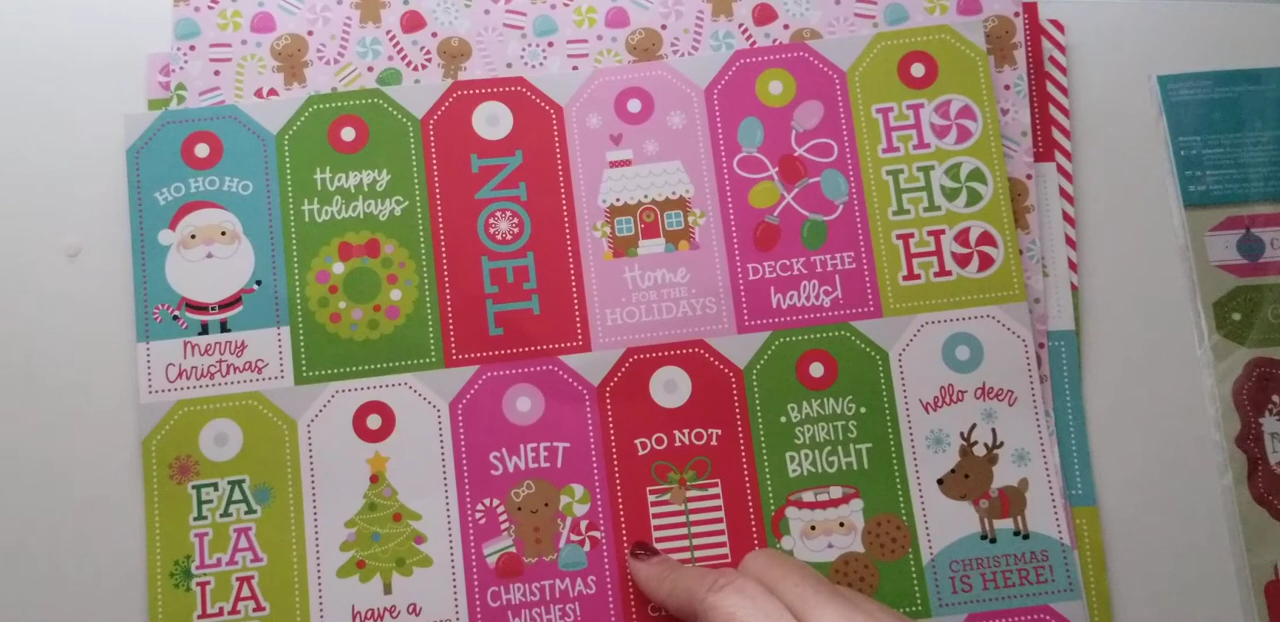 HO HO HO
Merry
Christmas
Happy
Holidays
NOEL
Home
FOR THE
HOLIDAYS
DECK THE
halls!
HO
HO
HO
FA
LA
LA
have a
SWEET
CHRISTMAS
WISHES!
DO NOT
BAKING
SPIRITS
BRIGHT
hello deer
CHRISTMAS
IS HERE!